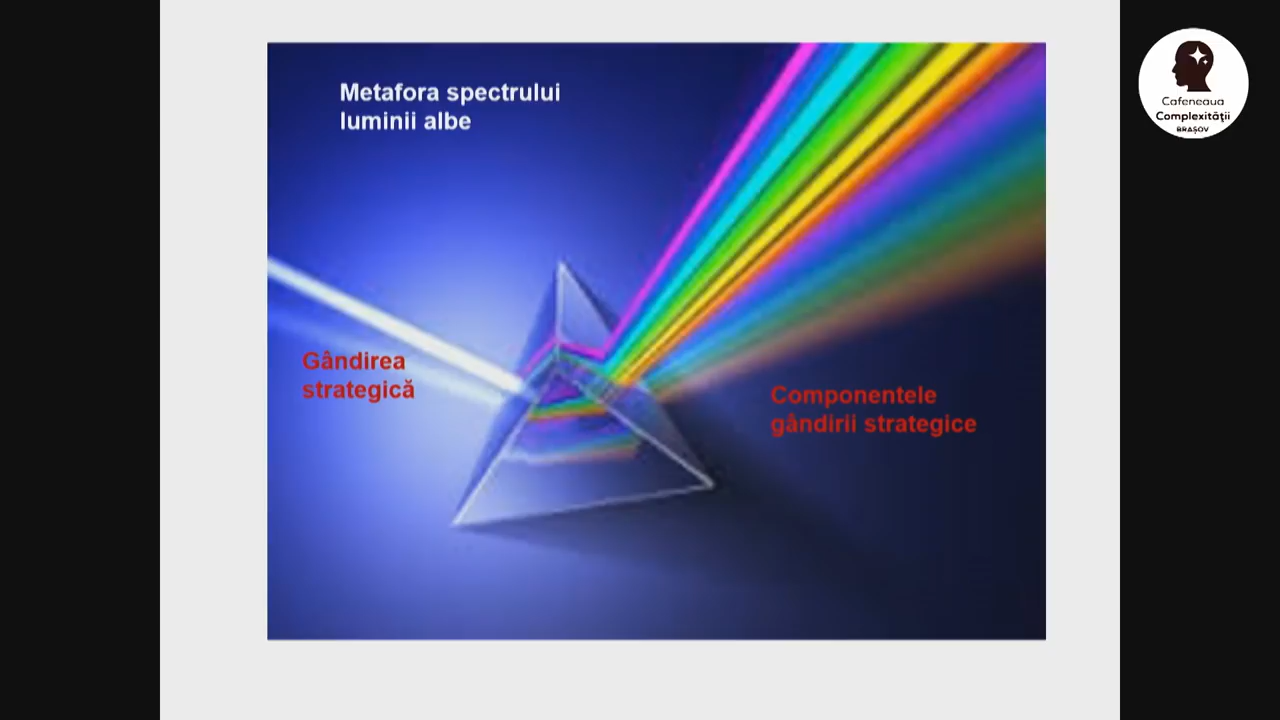 Metafora spectrului
luminii albe
Gândirea
strategică
Componentele
gândirii strategice
Cafeneaua
Complexității
BRAȘOV